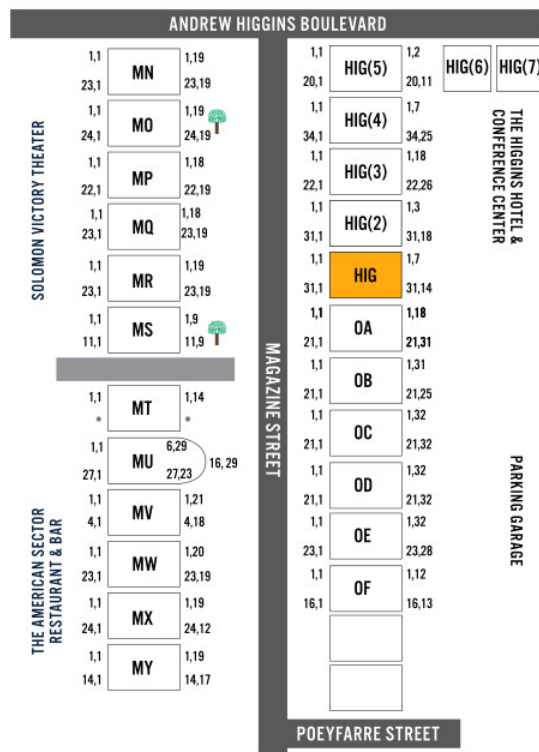 ANDREW HIGGINS BOULEVARD
1,1 MN 1,19
23,1 23,19
1,1 MO 1,19
24,1 24,19
1,1 MP 1,18
22,1 22,19
1,1 MQ 1,18
23,1 23,19
1,1 MR 1,19
23,1 23,19
1,1 MS 1,9
11,1 11,9
SOLOMON VICTORY THEATER
1,1 MT 1,14
* *
1,1 MU 6,29
27,1 27,23
16,29
1,1 MV 1,21
4,1 4,18
1,1 MW 1,20
23,1 23,19
1,1 MX 1,19
24,1 24,12
1,1 MY 1,19
14,1 14,17
THE AMERICAN SECTOR
RESTAURANT & BAR
MAGAZINE STREET
1,1 HIG(5) 1,2
20,1 20,11
HIG(6) HIG(7)
1,1 HIG(4) 1,7
34,1 34,25
1,1 HIG(3) 1,18
22,1 22,26
1,1 HIG(2) 1,3
31,1 31,18
1,1 HIG 1,7
31,1 31,14
1,1 OA 1,18
21,1 21,31
1,1 OB 1,31
21,1 21,25
1,1 OC 1,32
21,1 21,32
1,1 OD 1,32
21,1 21,32
1,1 OE 1,32
23,1 23,28
1,1 OF 1,12
16,1 16,13
THE HIGGINS HOTEL &
CONFERENCE CENTER
PARKING GARAGE
POEYFARRE STREET